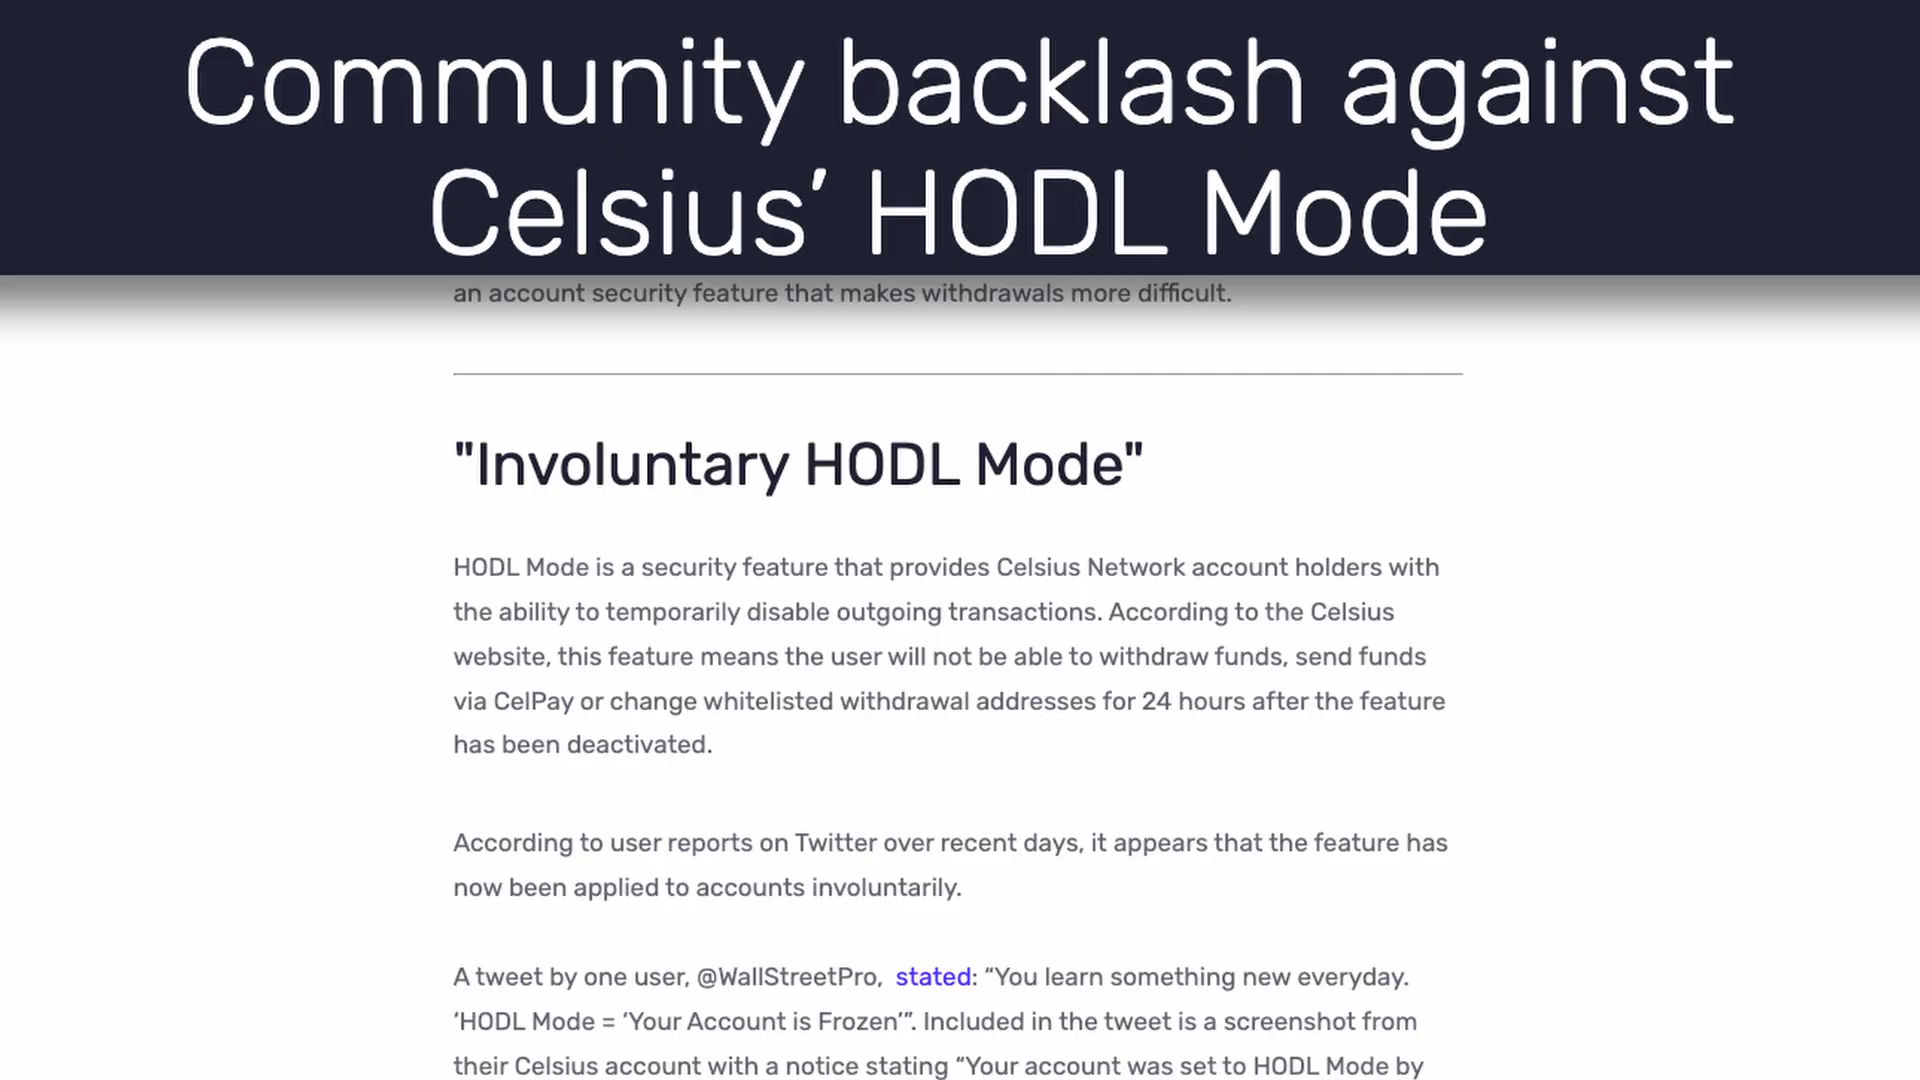 Community backlash against
Celsius’ HODL Mode
an account security feature that makes withdrawals more difficult.
"Involuntary HODL Mode"
HODL Mode is a security feature that provides Celsius Network account holders with
the ability to temporarily disable outgoing transactions. According to the Celsius
website, this feature means the user will not be able to withdraw funds, send funds
via CelPay or change whitelisted withdrawal addresses for 24 hours after the feature
has been deactivated.
According to user reports on Twitter over recent days, it appears that the feature has
now been applied to accounts involuntarily.
A tweet by one user, @WallStreetPro, stated: “You learn something new everyday.
‘HODL Mode = ‘Your Account is Frozen’”. Included in the tweet is a screenshot from
their Celsius account with a notice stating “Your account was set to HODL Mode by